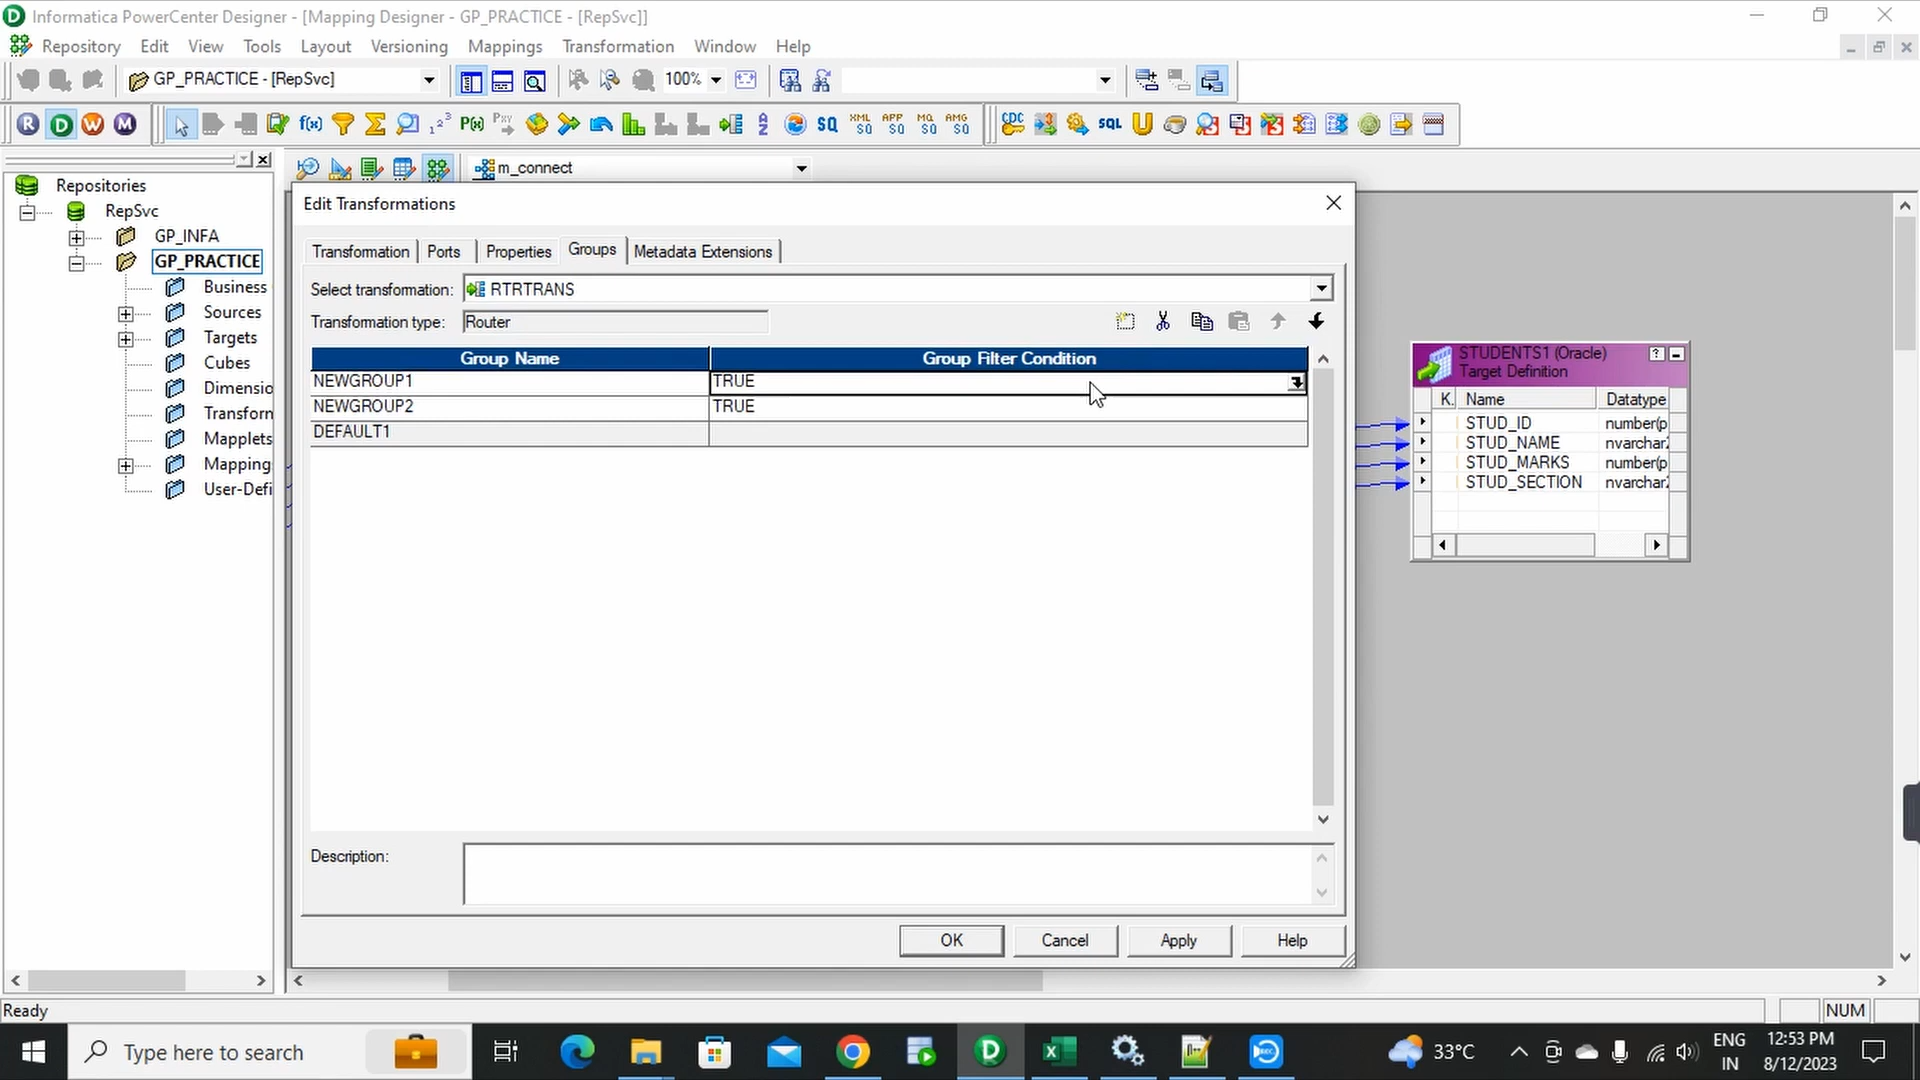 Informatica PowerCenter Designer - [Mapping Designer - GP_PRACTICE - [RepSvc]]
Repository Edit View Tools Layout Versioning Mappings Transformation Window Help
GP_PRACTICE - [RepSvc]
100%
m_connect
Repositories
RepSvc
GP_INFA
GP_PRACTICE
Business
Sources
Targets
Cubes
Dimensio
Transform
Mapplets
Mapping
User-Defi
Edit Transformations
Transformation Ports Properties Groups Metadata Extensions
Select transformation: RTRTRANS
Transformation type: Router
Group Name Group Filter Condition
NEWGROUP1 TRUE
NEWGROUP2 TRUE
DEFAULT1
Description:
OK Cancel Apply Help
STUDENTS1 (Oracle)
Target Definition
K. Name Datatype
STUD_ID number(p
STUD_NAME nvarchar2
STUD_MARKS number(p
STUD_SECTION nvarchar2
Ready
NUM
Type here to search
33°C
ENG
IN
12:53 PM
8/12/2023